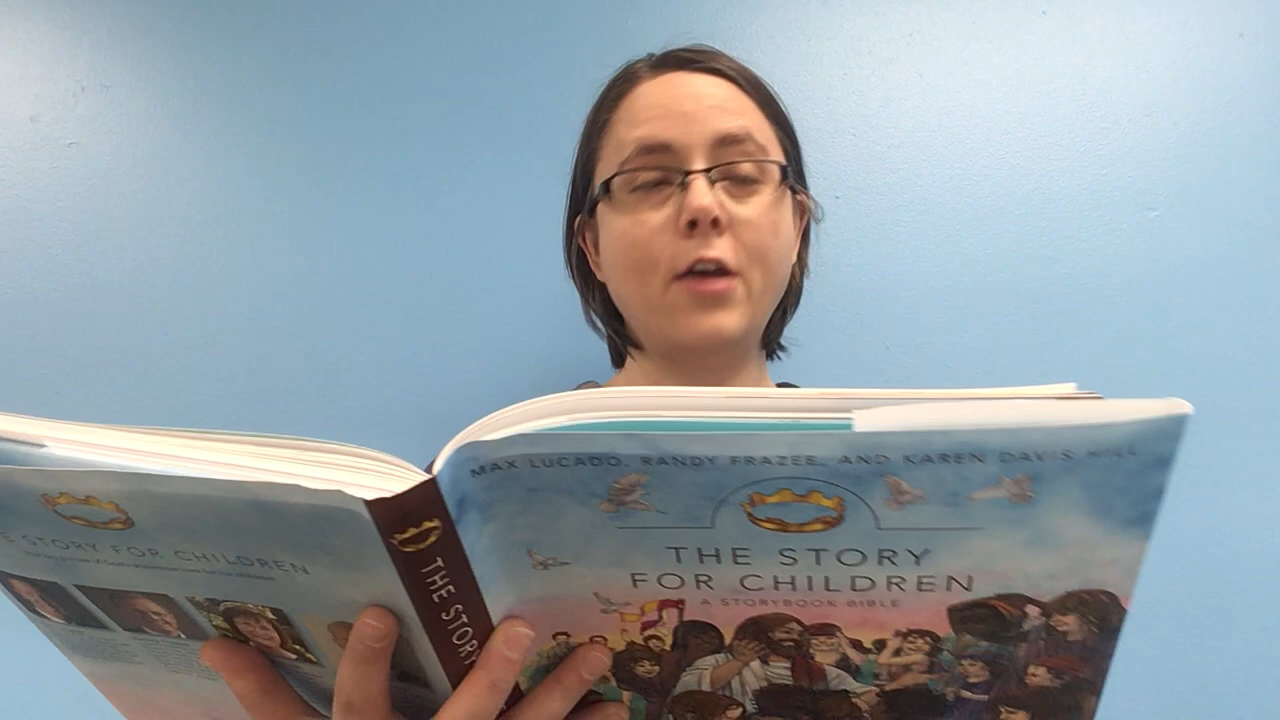 MAX LUCADO, RANDY FRAZEE, AND KAREN DAVIS HILL
THE STORY
FOR CHILDREN
A STORYBOOK BIBLE
THE STORY
E STORY FOR CHILDREN